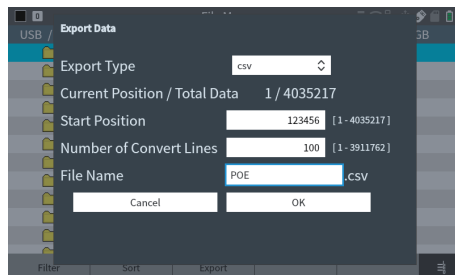 USB /
GB
Export Data
Export Type csv
Current Position / Total Data 1 / 4035217
Start Position 123456 [ 1 - 4035217 ]
Number of Convert Lines 100 [ 1 - 3911762 ]
File Name POE .csv
Cancel OK
Filter Sort Export